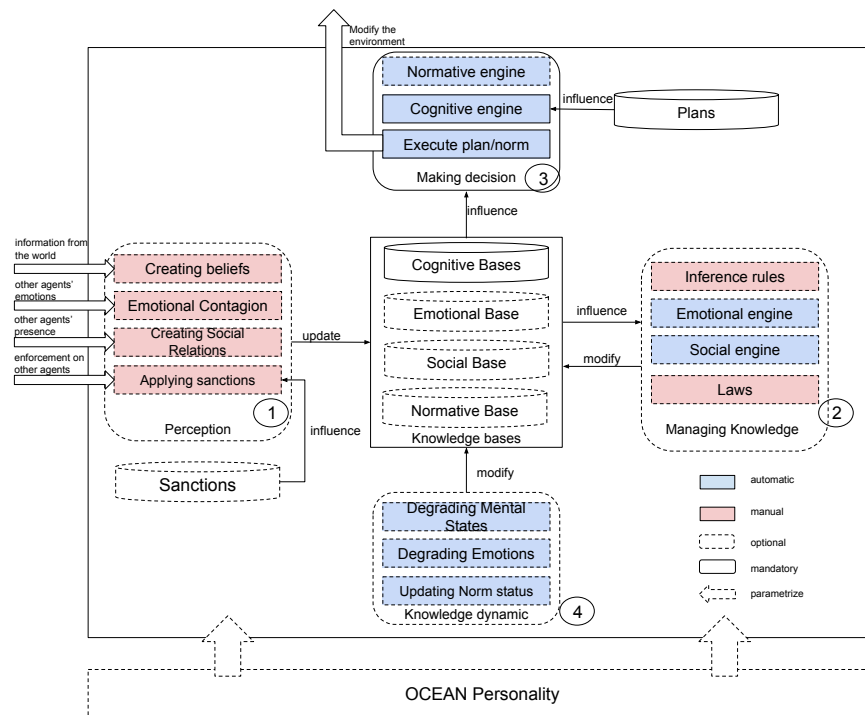 Modify the
environment
Normative engine
Cognitive engine
Execute plan/norm
Making decision
3
influence
Plans
influence
information from
the world
other agents'
emotions
other agents'
presence
enforcement on
other agents
Creating beliefs
Emotional Contagion
Creating Social
Relations
Applying sanctions
1
Perception
update
influence
Sanctions
Cognitive Bases
Emotional Base
Social Base
Normative Base
Knowledge bases
influence
modify
Inference rules
Emotional engine
Social engine
Laws
2
Managing Knowledge
modify
Degrading Mental
States
Degrading Emotions
Updating Norm status
Knowledge dynamic
4
automatic
manual
optional
mandatory
parametrize
OCEAN Personality